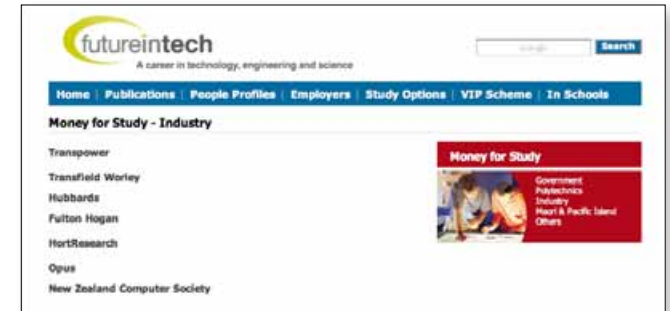 futureintech
A career in technology, engineering and science
Search
Home | Publications | People Profiles | Employers | Study Options | VIP Scheme | In Schools
Money for Study - Industry
Transpower
Transfield Worley
Hubbards
Fulton Hogan
HortResearch
Opus
New Zealand Computer Society
Money for Study
Government
Polytechnics
Industry
Maori & Pacific Island
Others